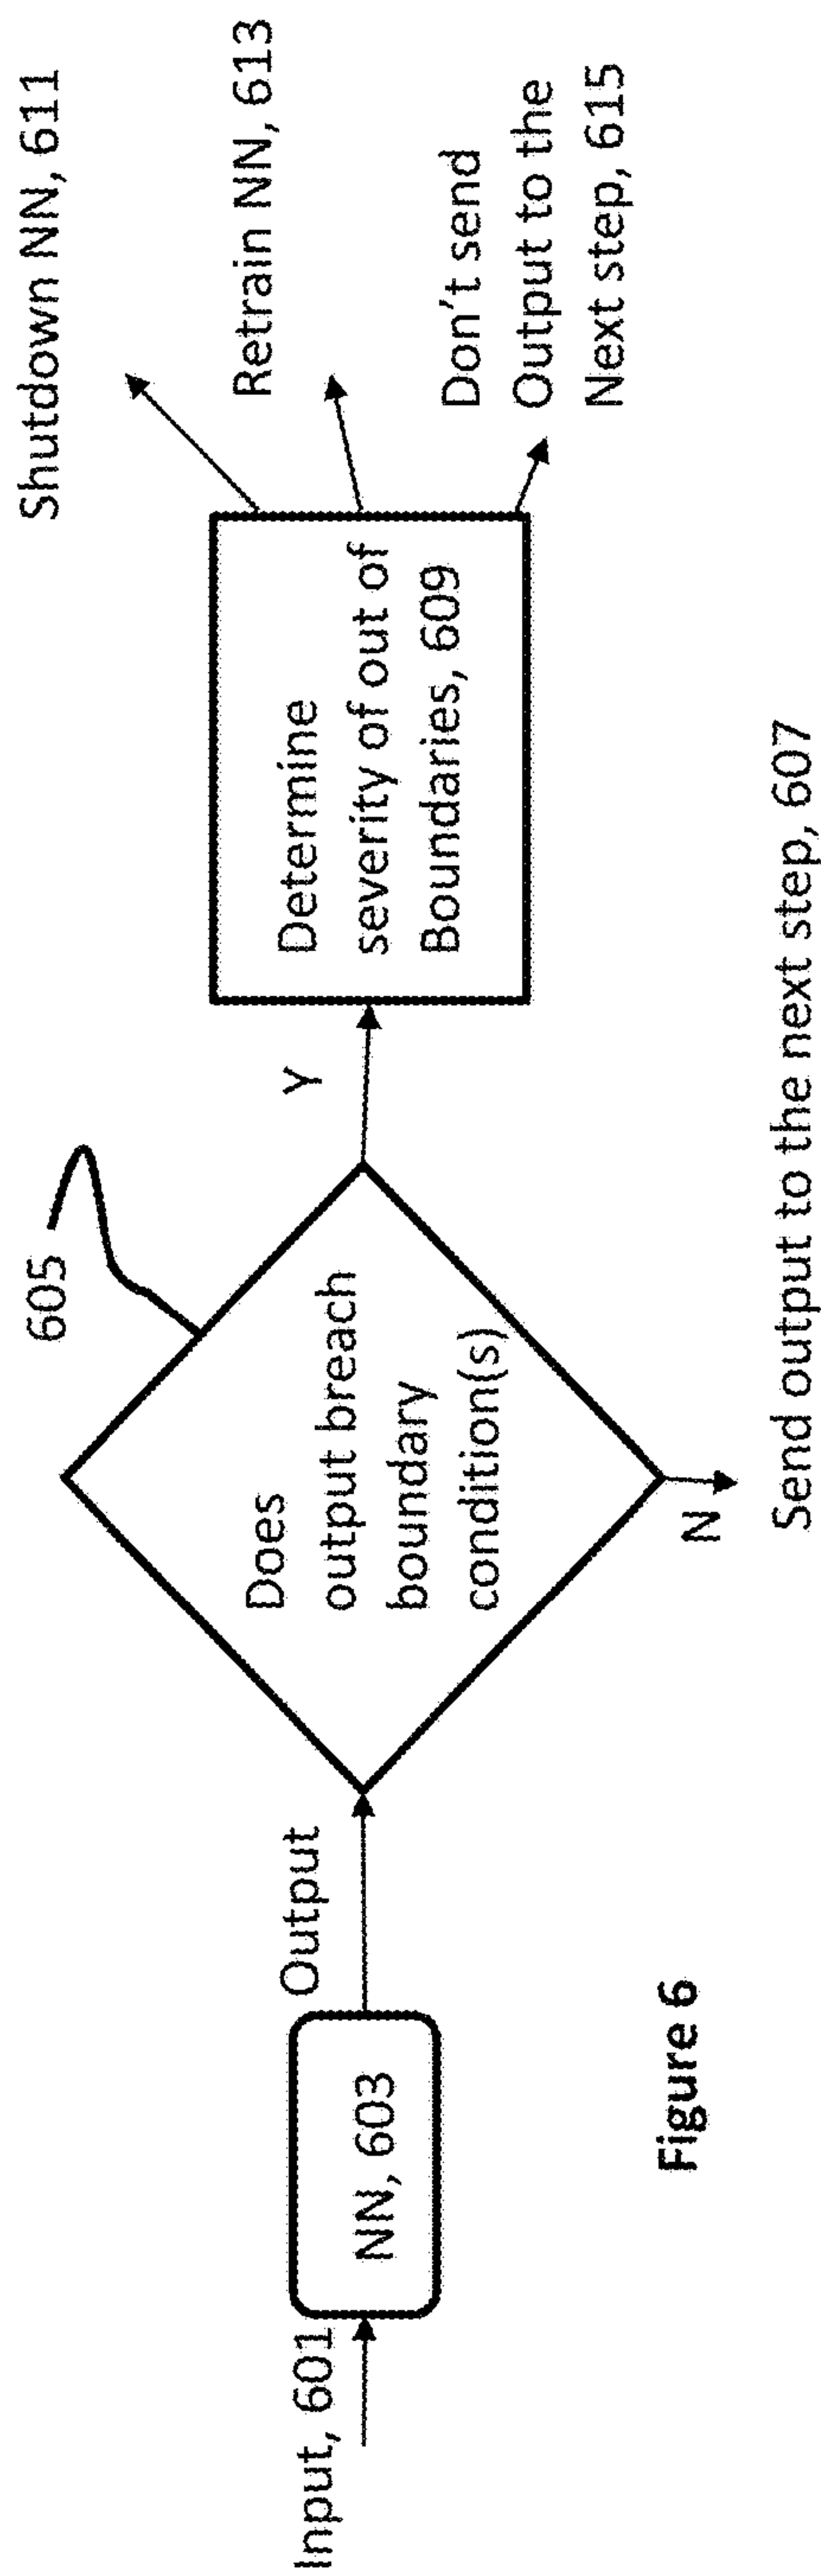 Input, 601
NN, 603
Output
605
Does
output breach
boundary
condition(s)
Y
N
Send output to the next step, 607
Determine
severity of out of
Boundaries, 609
Shutdown NN, 611
Retrain NN, 613
Don't send
Output to the
Next step, 615
Figure 6